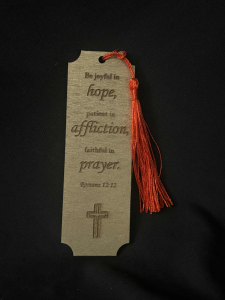 Be joyful in
hope,
patient in
affliction,
faithful in
prayer.
Romans 12:12